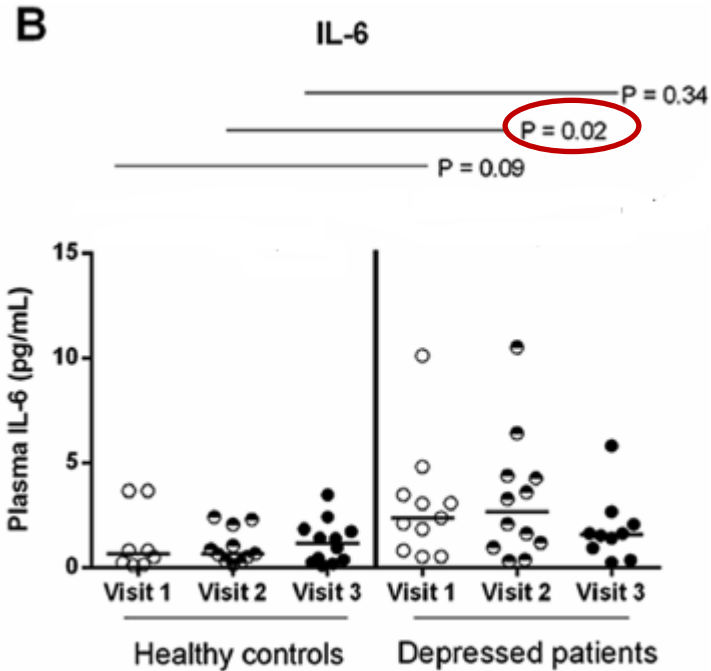 B
IL-6
P = 0.34
P = 0.02
P = 0.09
Plasma IL-6 (pg/mL)
15
10
5
0
Visit 1 Visit 2 Visit 3 Visit 1 Visit 2 Visit 3
Healthy controls Depressed patients